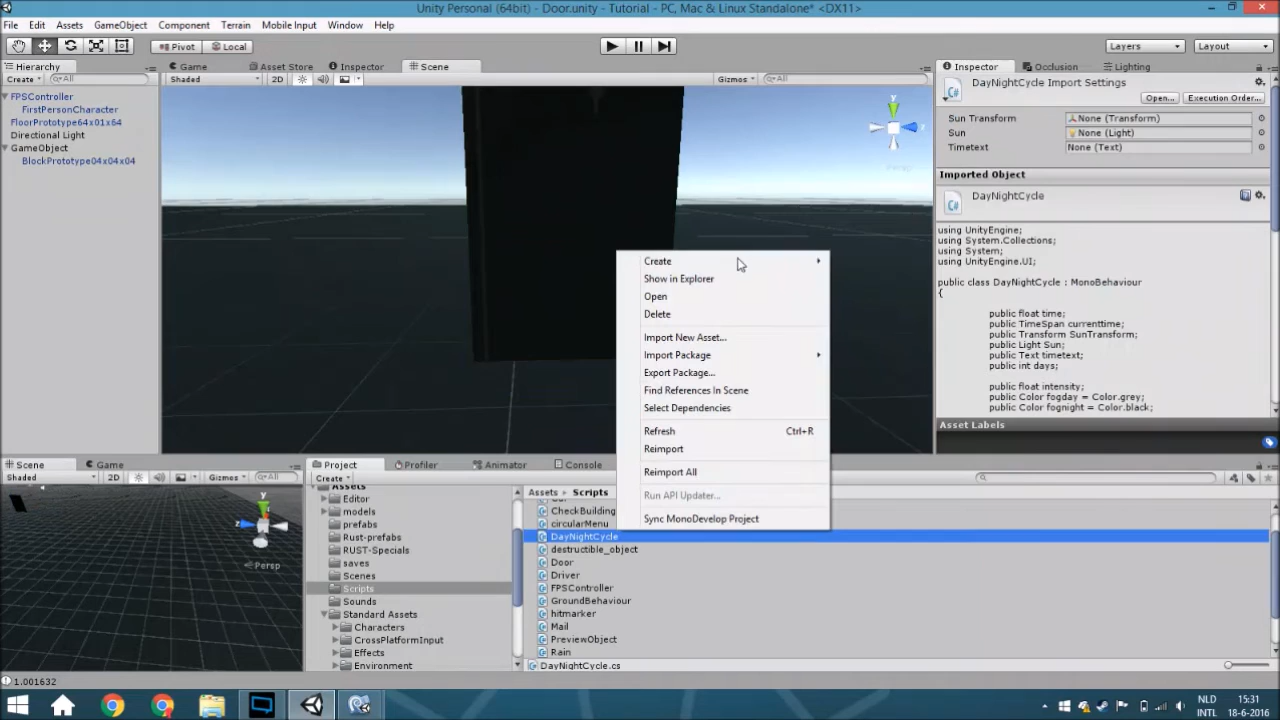 Unity Personal (64bit) - Door.unity - Tutorial - PC, Mac & Linux Standalone* <DX11>
File Edit Assets GameObject Component Terrain Mobile Input Window Help
Pivot Local
Layers Layout
Hierarchy
Create All
FPSController
FirstPersonCharacter
FloorPrototype64x01x64
Directional Light
GameObject
BlockPrototype04x04x04
Game Asset Store Inspector Scene
Shaded 2D Gizmos All
y
Persp
Create
Show in Explorer
Open
Delete
Import New Asset...
Import Package
Export Package...
Find References In Scene
Select Dependencies
Refresh Ctrl+R
Reimport
Reimport All
Run API Updater...
Sync MonoDevelop Project
Inspector Occlusion Lighting
DayNightCycle Import Settings
Open... Execution Order...
Sun Transform None (Transform)
Sun None (Light)
Timetext None (Text)
Imported Object
DayNightCycle
using UnityEngine;
using System.Collections;
using System;
using UnityEngine.UI;
public class DayNightCycle : MonoBehaviour
{
public float time;
public TimeSpan currenttime;
public Transform SunTransform;
public Light Sun;
public Text timetext;
public int days;
public float intensity;
public Color fogday = Color.grey;
public Color fognight = Color.black;
Asset Labels
Scene Game
Shaded 2D Gizmos All
y
z
Persp
Project Profiler Animator Console
Create
Assets
Editor
models
prefabs
Rust-prefabs
RUST-Specials
saves
Scenes
Scripts
Sounds
Standard Assets
Characters
CrossPlatformInput
Effects
Environment
Assets Scripts
CheckBuilding
circularMenu
DayNightCycle
destructible_object
Door
Driver
FPSController
GroundBehaviour
hitmarker
Mail
PreviewObject
Rain
DayNightCycle.cs
1.001632
NLD
INTL
15:31
18-6-2016